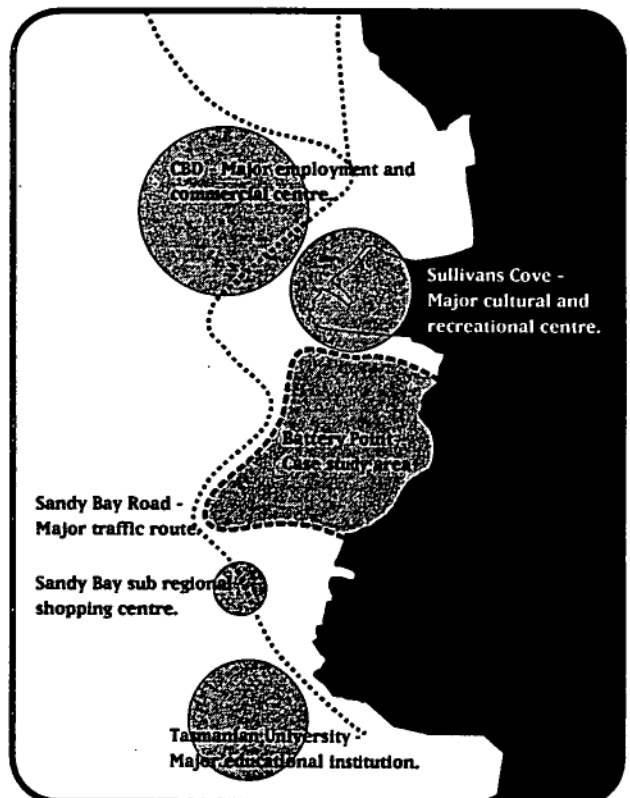 CBD - Major employment and
commercial centre.
Sullivans Cove -
Major cultural and
recreational centre.
Battery Point -
Case study area
Sandy Bay Road -
Major traffic route.
Sandy Bay sub regional
shopping centre.
Tasmanian University -
Major educational institution.